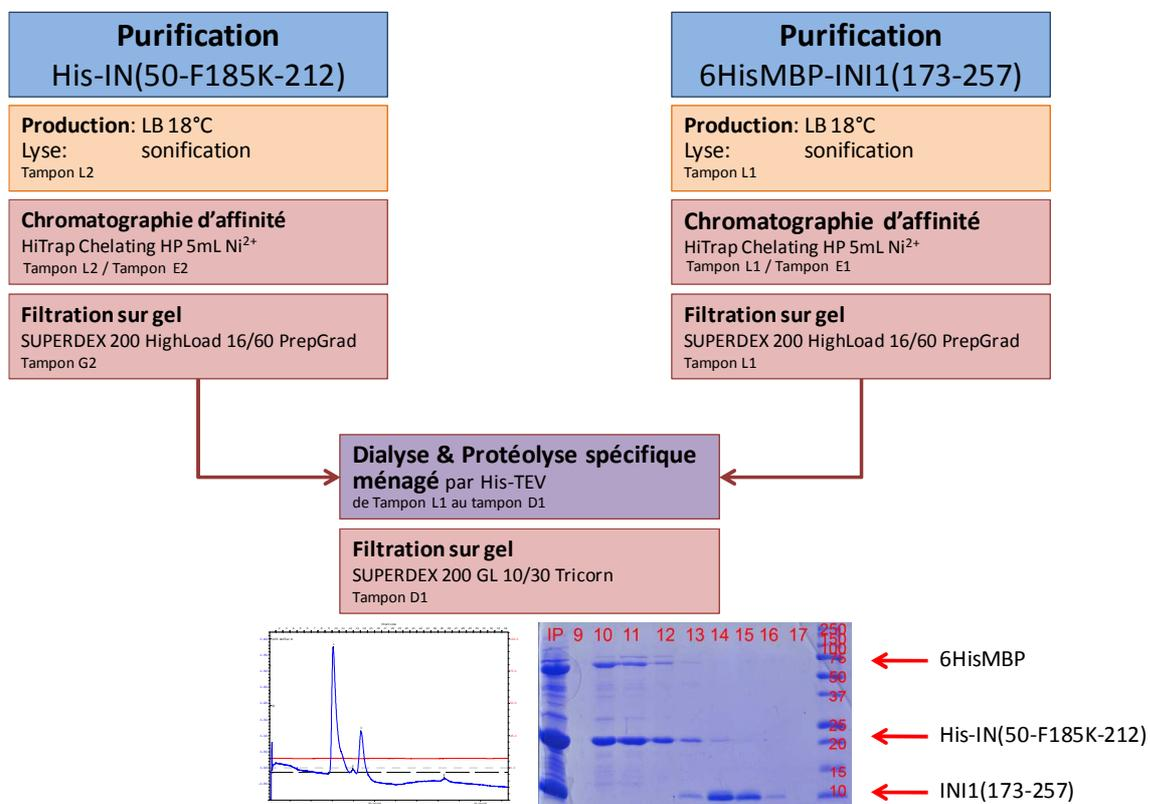 Purification
His-IN(50-F185K-212)
Production: LB 18°C
Lyse: sonification
Tampon L2
Chromatographie d'affinité
HiTrap Chelating HP 5mL Ni²⁺
Tampon L2 / Tampon E2
Filtration sur gel
SUPERDEX 200 HighLoad 16/60 PrepGrad
Tampon G2
Purification
6HisMBP-INI1(173-257)
Production: LB 18°C
Lyse: sonification
Tampon L1
Chromatographie d'affinité
HiTrap Chelating HP 5mL Ni²⁺
Tampon L1 / Tampon E1
Filtration sur gel
SUPERDEX 200 HighLoad 16/60 PrepGrad
Tampon L1
Dialyse & Protéolyse spécifique
ménagé par His-TEV
de Tampon L1 au tampon D1
Filtration sur gel
SUPERDEX 200 GL 10/30 Tricorn
Tampon D1
IP 9 10 11 12 13 14 15 16 17
250
150
100
75
50
37
25
20
15
10
6HisMBP
His-IN(50-F185K-212)
INI1(173-257)